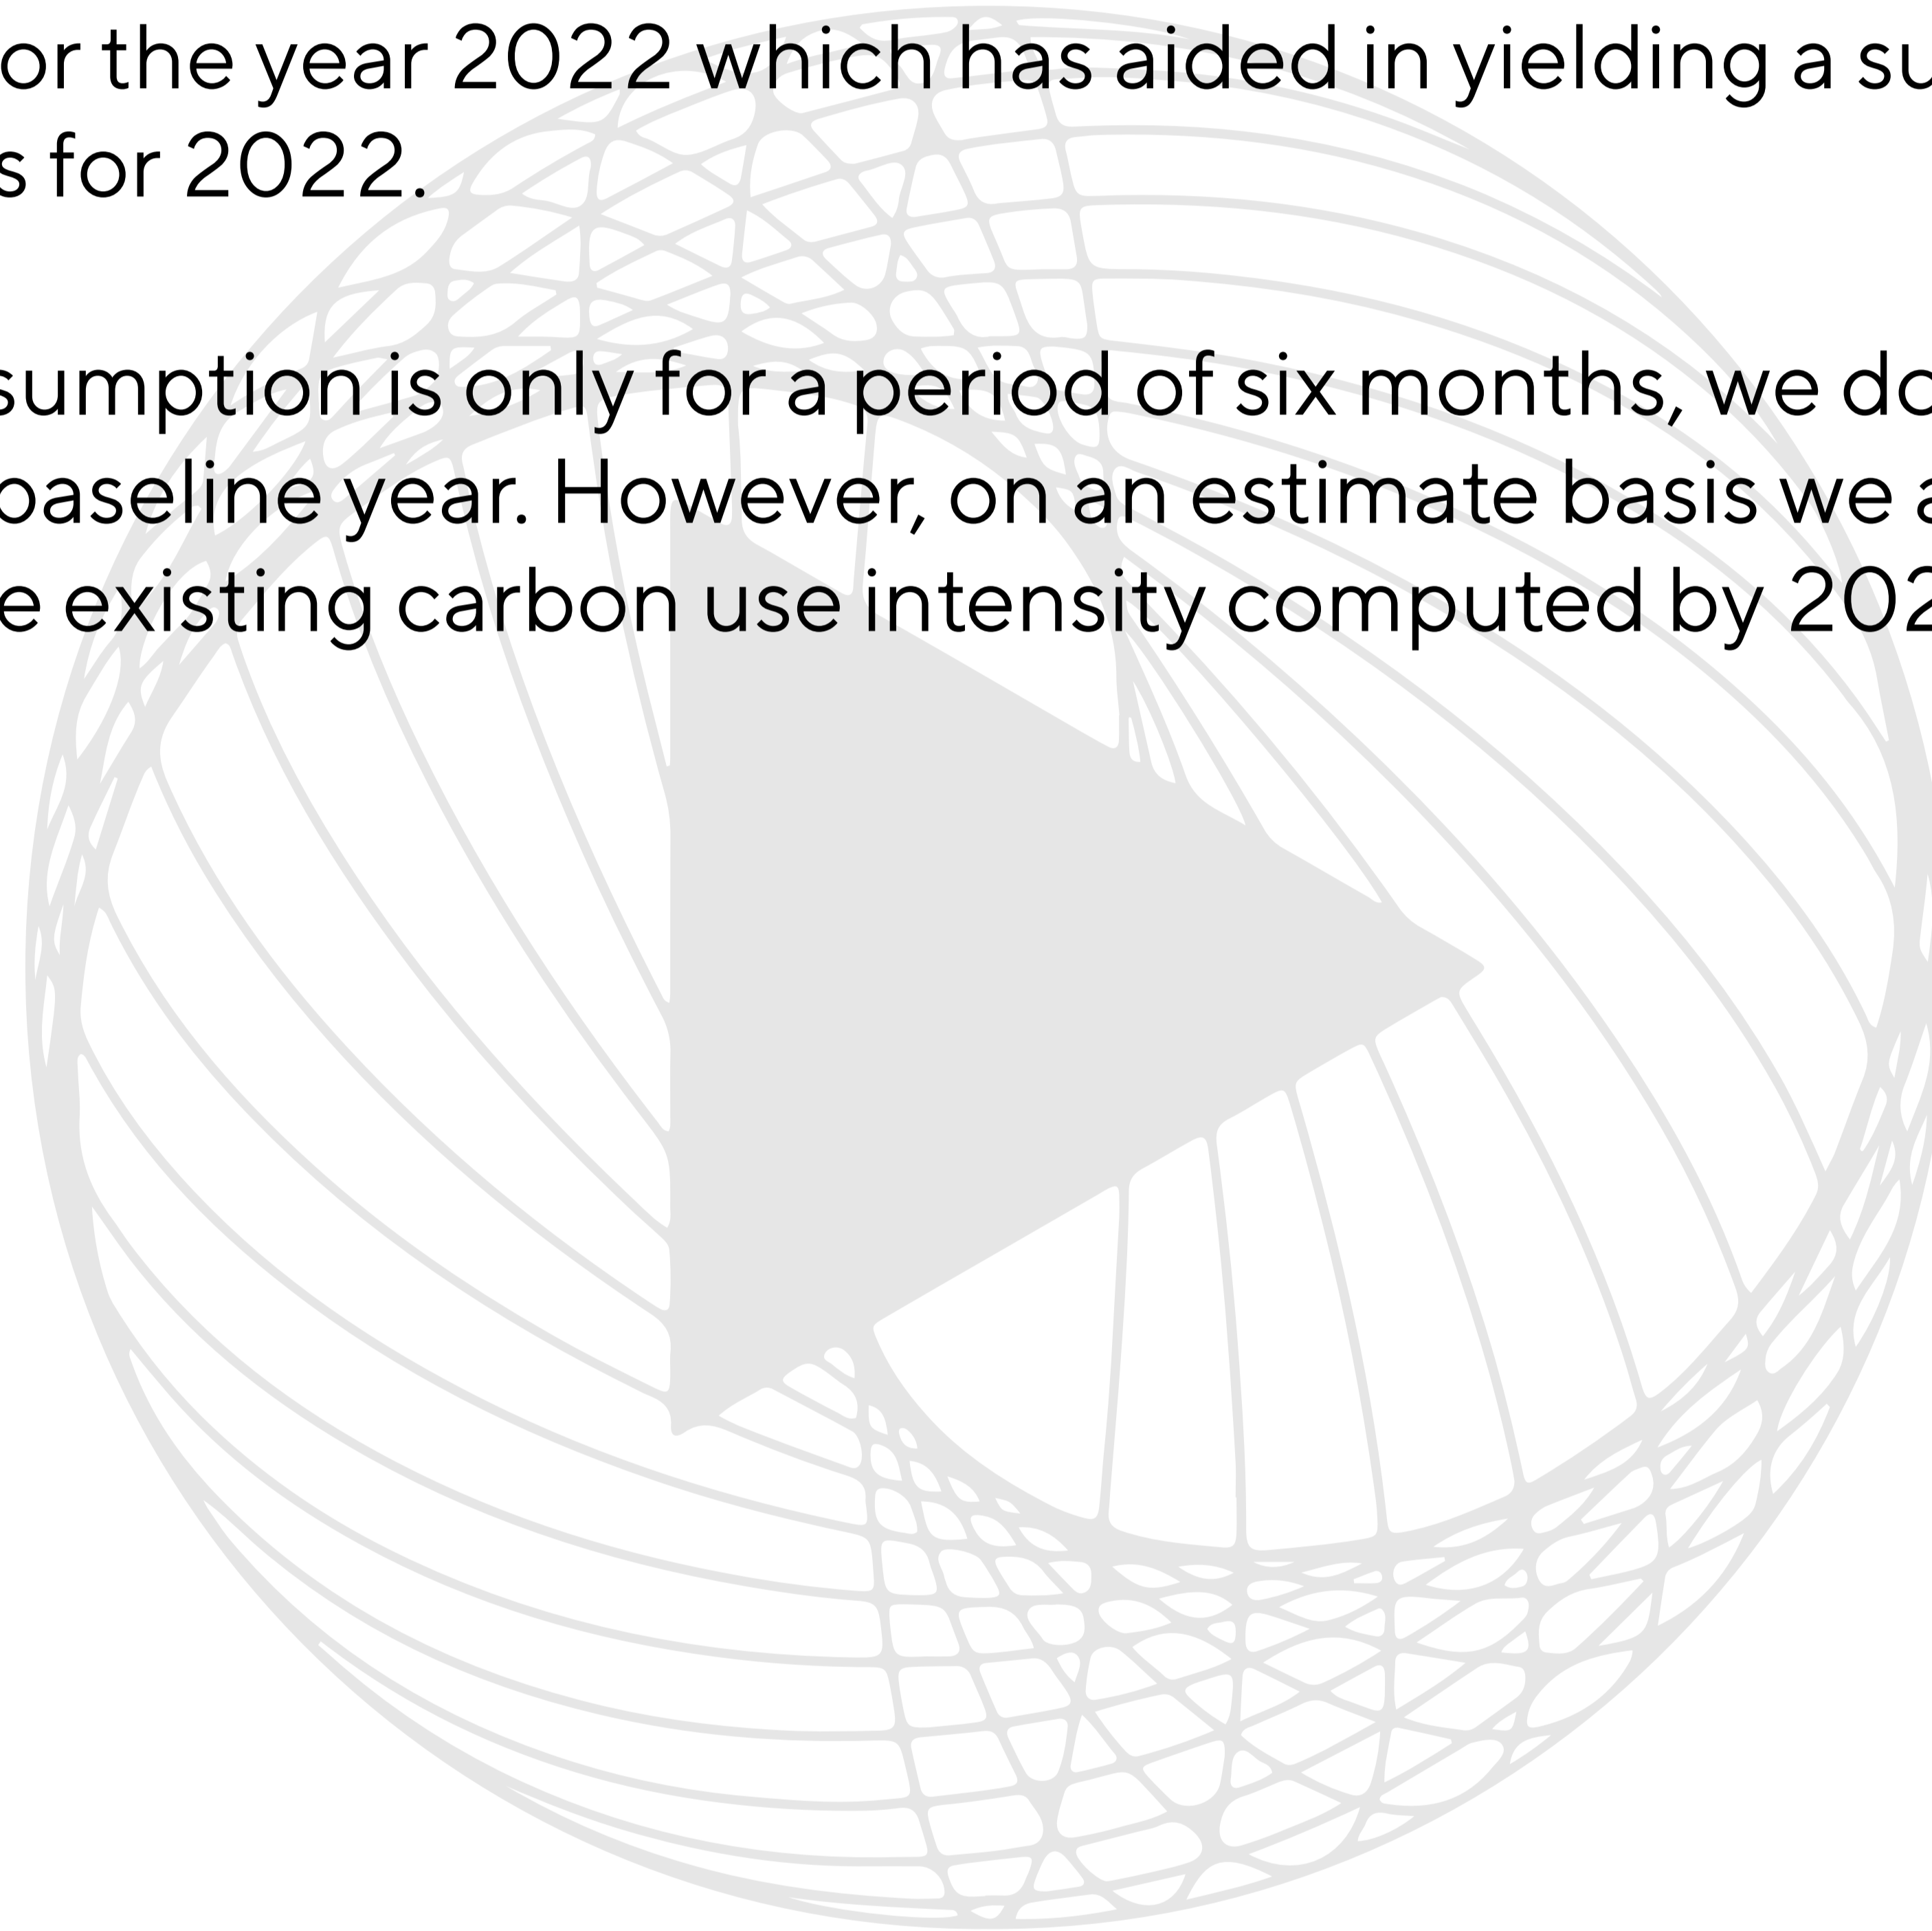 or the year 2022 which has aided in yielding a su
s for 2022.
sumptions is only for a period of six months, we do
baseline year. However, on an estimate basis we a
e existing carbon use intensity computed by 202